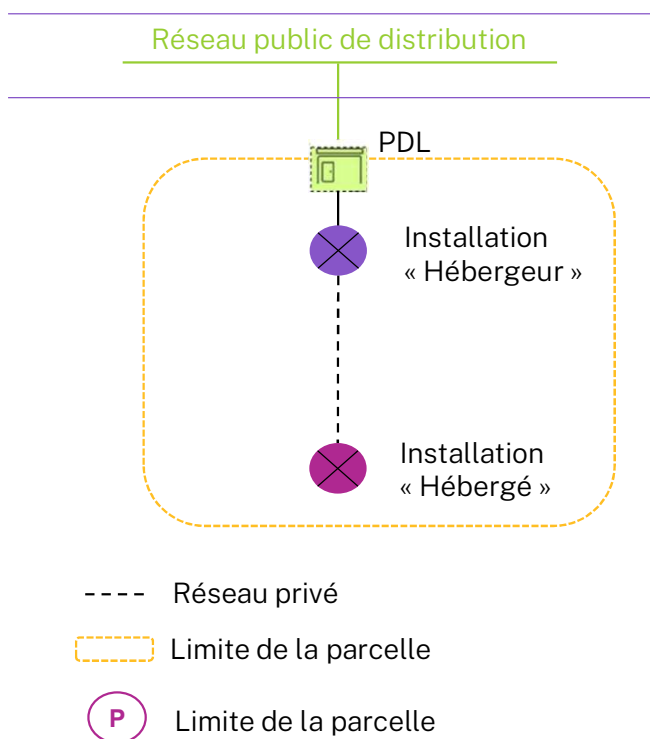 Réseau public de distribution
PDL
Installation
« Hébergeur »
Installation
« Hébergé »
Réseau privé
Limite de la parcelle
P
Limite de la parcelle